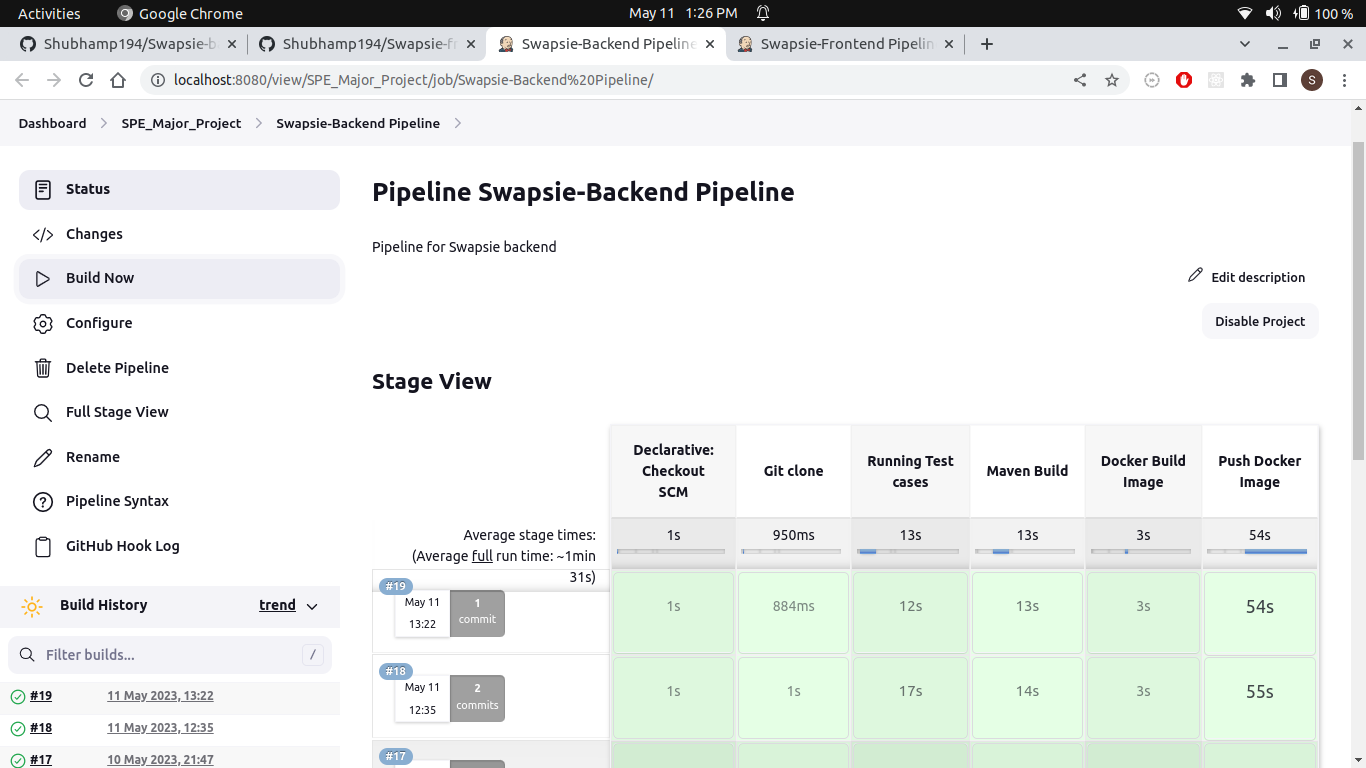 Activities
Google Chrome
May 11 1:26 PM
100 %
Shubhamp194/Swapsie-b
Shubhamp194/Swapsie-fr
Swapsie-Backend Pipeline
Swapsie-Frontend Pipelin
localhost:8080/view/SPE_Major_Project/job/Swapsie-Backend%20Pipeline/
S
Dashboard
SPE_Major_Project
Swapsie-Backend Pipeline
Status
Changes
Build Now
Configure
Delete Pipeline
Full Stage View
Rename
Pipeline Syntax
GitHub Hook Log
Build History
trend
Filter builds...
/
#19 11 May 2023, 13:22
#18 11 May 2023, 12:35
#17 10 May 2023, 21:47
Pipeline Swapsie-Backend Pipeline
Pipeline for Swapsie backend
Edit description
Disable Project
Stage View
Declarative:
Checkout
SCM
Git clone
Running Test
cases
Maven Build
Docker Build
Image
Push Docker
Image
Average stage times:
(Average full run time: ~1min
31s)
1s 950ms 13s 13s 3s 54s
#19
May 11
13:22
1
commit
1s 884ms 12s 13s 3s 54s
#18
May 11
12:35
2
commits
1s 1s 17s 14s 3s 55s
#17